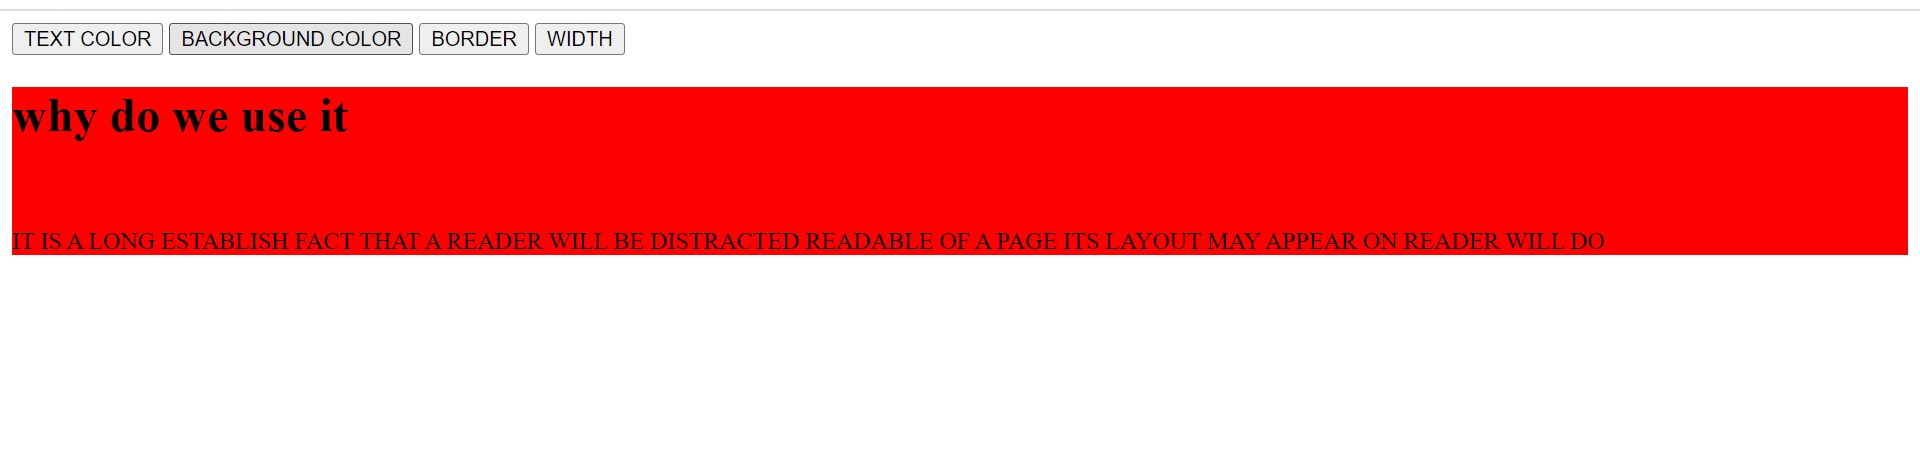 TEXT COLOR BACKGROUND COLOR BORDER WIDTH
why do we use it
IT IS A LONG ESTABLISH FACT THAT A READER WILL BE DISTRACTED READABLE OF A PAGE ITS LAYOUT MAY APPEAR ON READER WILL DO